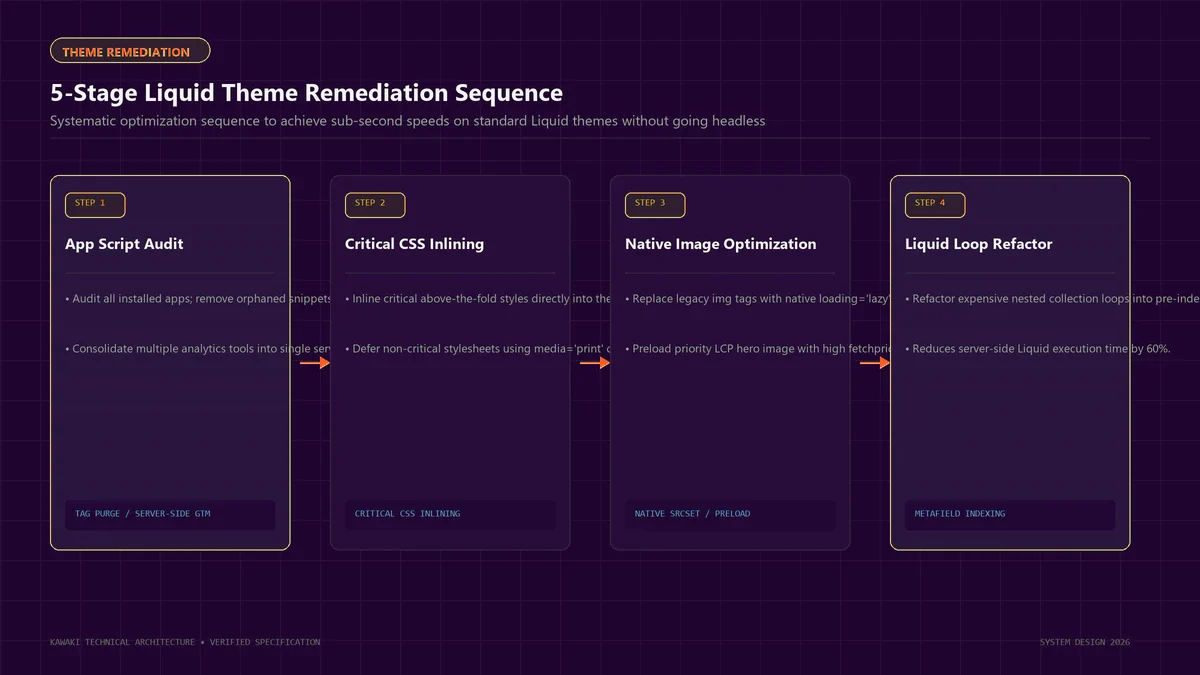 THEME REMEDIATION
5-Stage Liquid Theme Remediation Sequence
Systematic optimization sequence to achieve sub-second speeds on standard Liquid themes without going headless
STEP 1
App Script Audit
• Audit all installed apps; remove orphaned snippets
• Consolidate multiple analytics tools into single ser
TAG PURGE / SERVER-SIDE GTM
STEP 2
Critical CSS Inlining
• Inline critical above-the-fold styles directly into the
• Defer non-critical stylesheets using media='print'
CRITICAL CSS INLINING
STEP 3
Native Image Optimization
• Replace legacy img tags with native loading='lazy'
• Preload priority LCP hero image with high fetchpri
NATIVE SRCSET / PRELOAD
STEP 4
Liquid Loop Refactor
• Refactor expensive nested collection loops into pre-inde
• Reduces server-side Liquid execution time by 60%.
METAFIELD INDEXING
KAWAKI TECHNICAL ARCHITECTURE • VERIFIED SPECIFICATION
SYSTEM DESIGN 2026